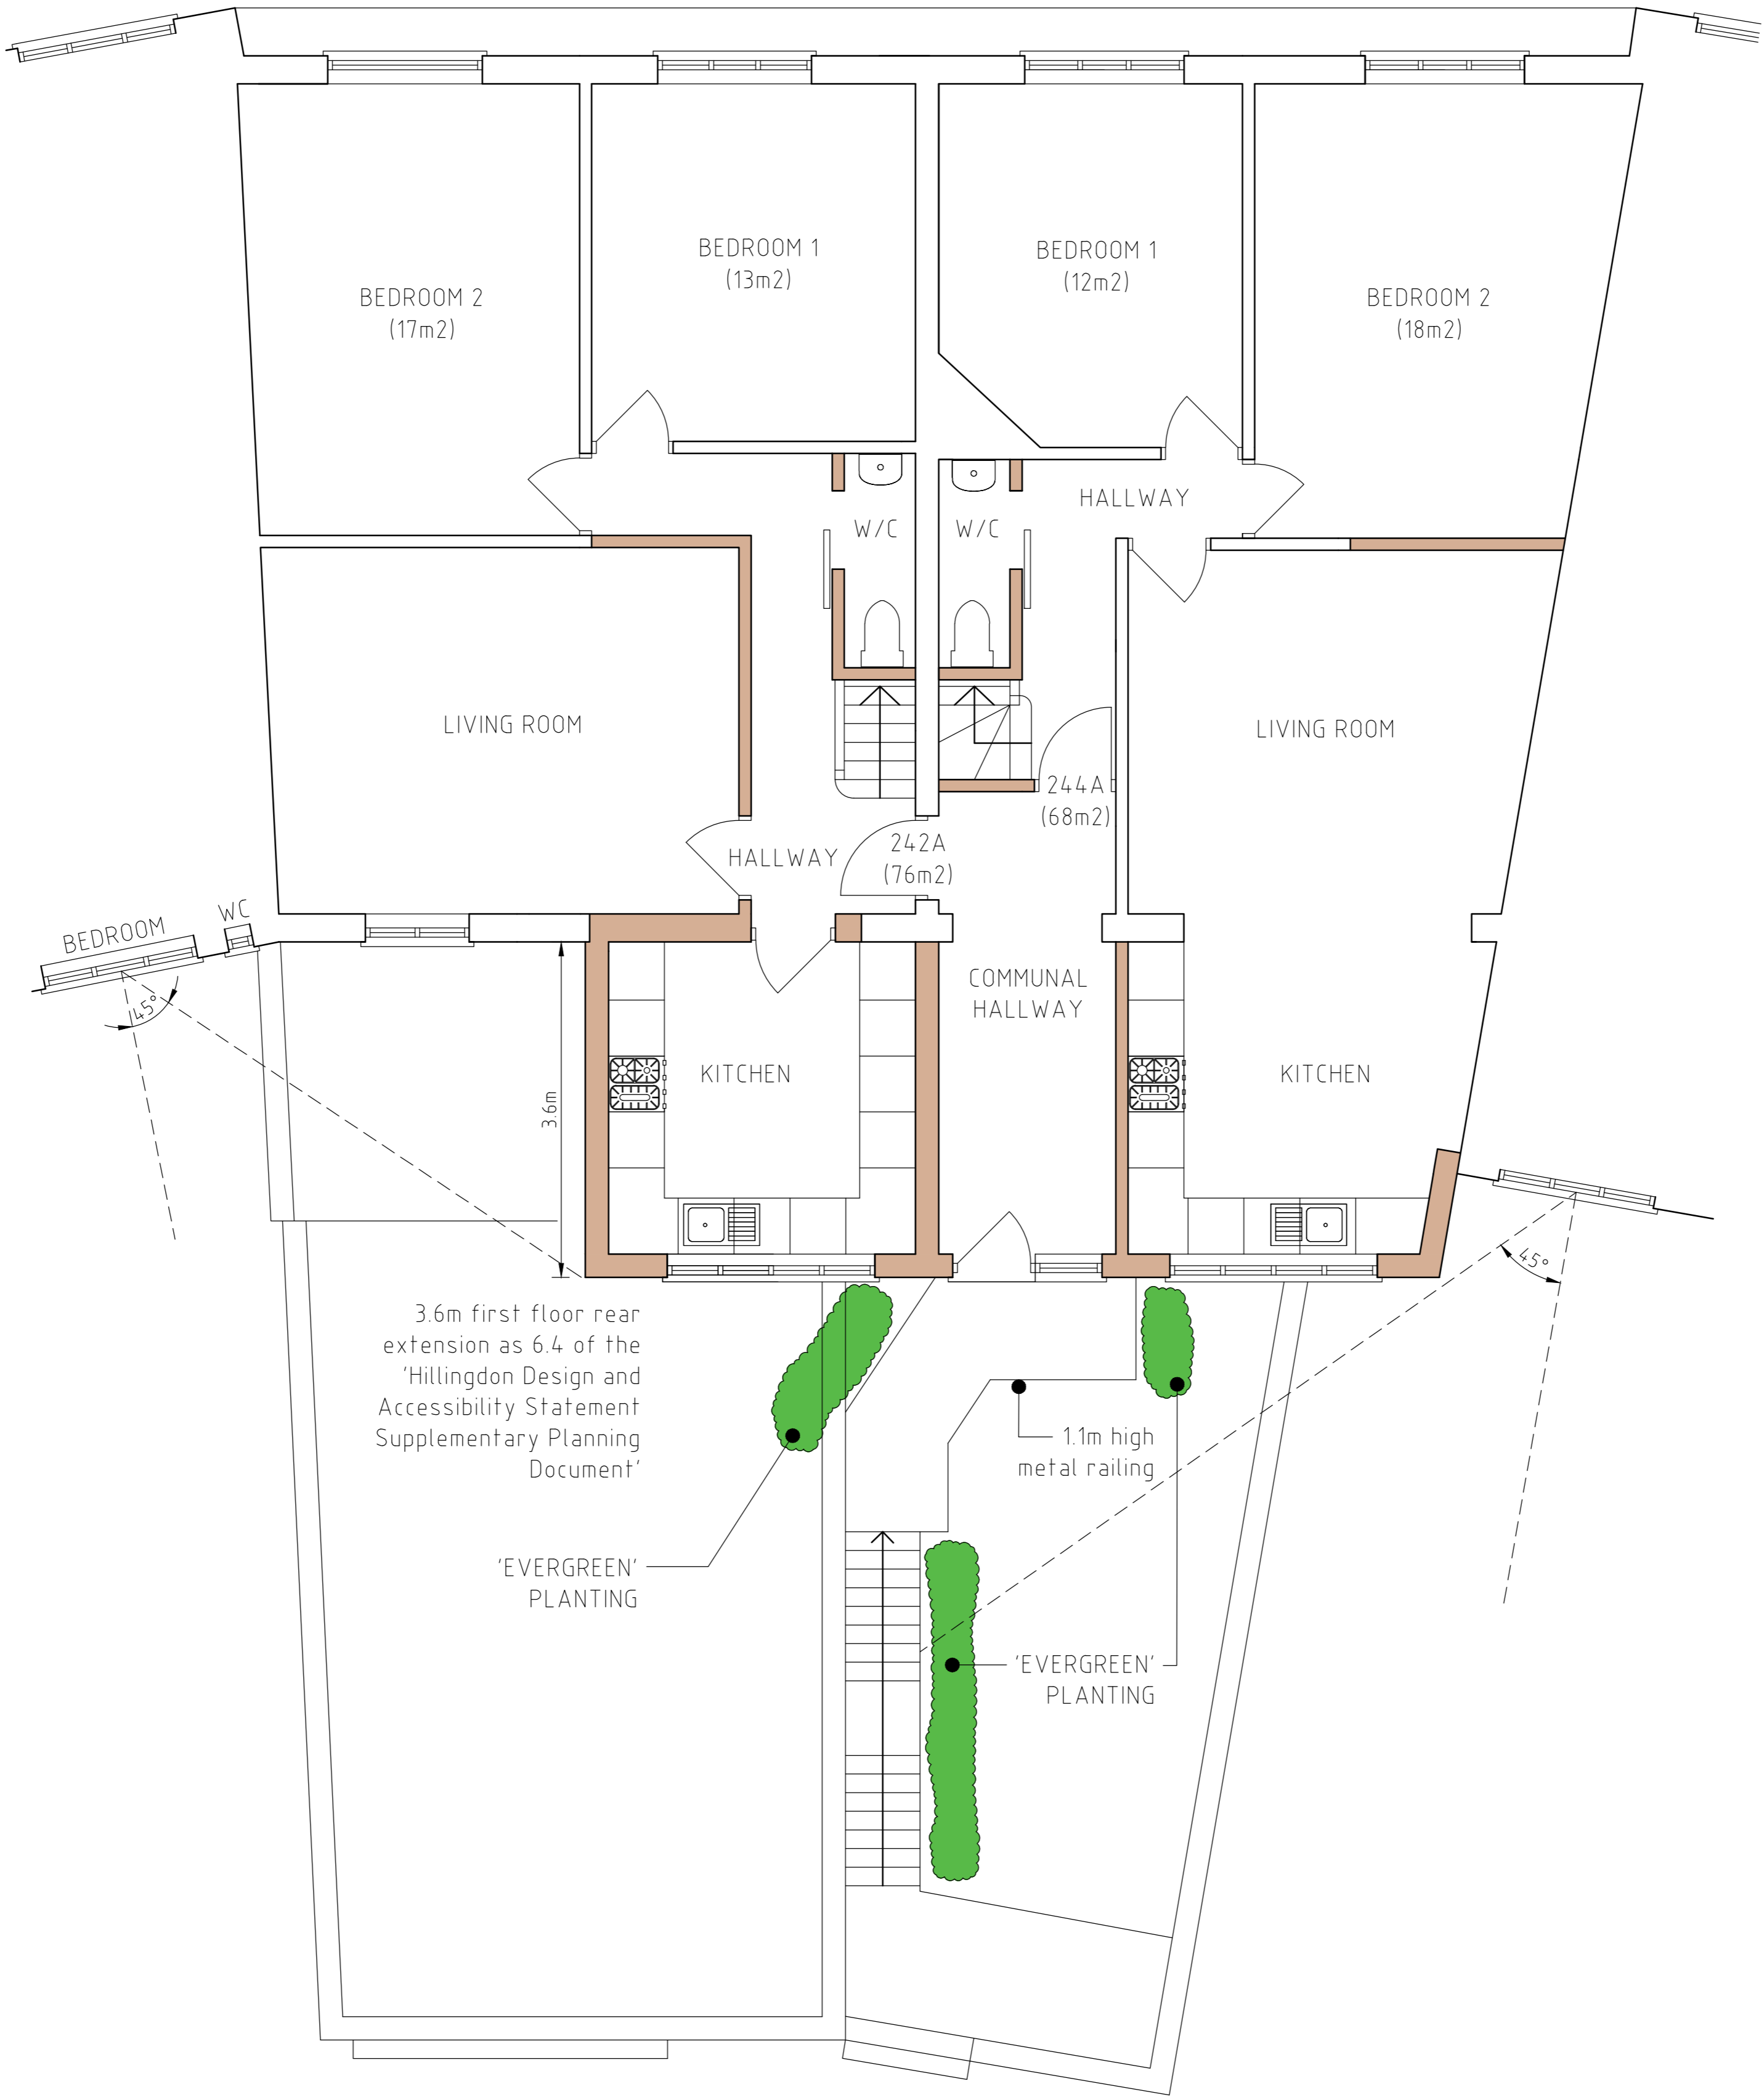 BEDROOM 1
(13m2)
BEDROOM 1
(12m2)
BEDROOM 2
(17m2)
BEDROOM 2
(18m2)
HALLWAY
W/C
W/C
LIVING ROOM
LIVING ROOM
244A
(68m2)
242A
(76m2)
HALLWAY
BEDROOM
WC
45°
COMMUNAL
HALLWAY
KITCHEN
KITCHEN
3.6m
45°
3.6m first floor rear
extension as 6.4 of the
'Hillingdon Design and
Accessibility Statement
Supplementary Planning
Document'
1.1m high
metal railing
'EVERGREEN'
PLANTING
'EVERGREEN'
PLANTING